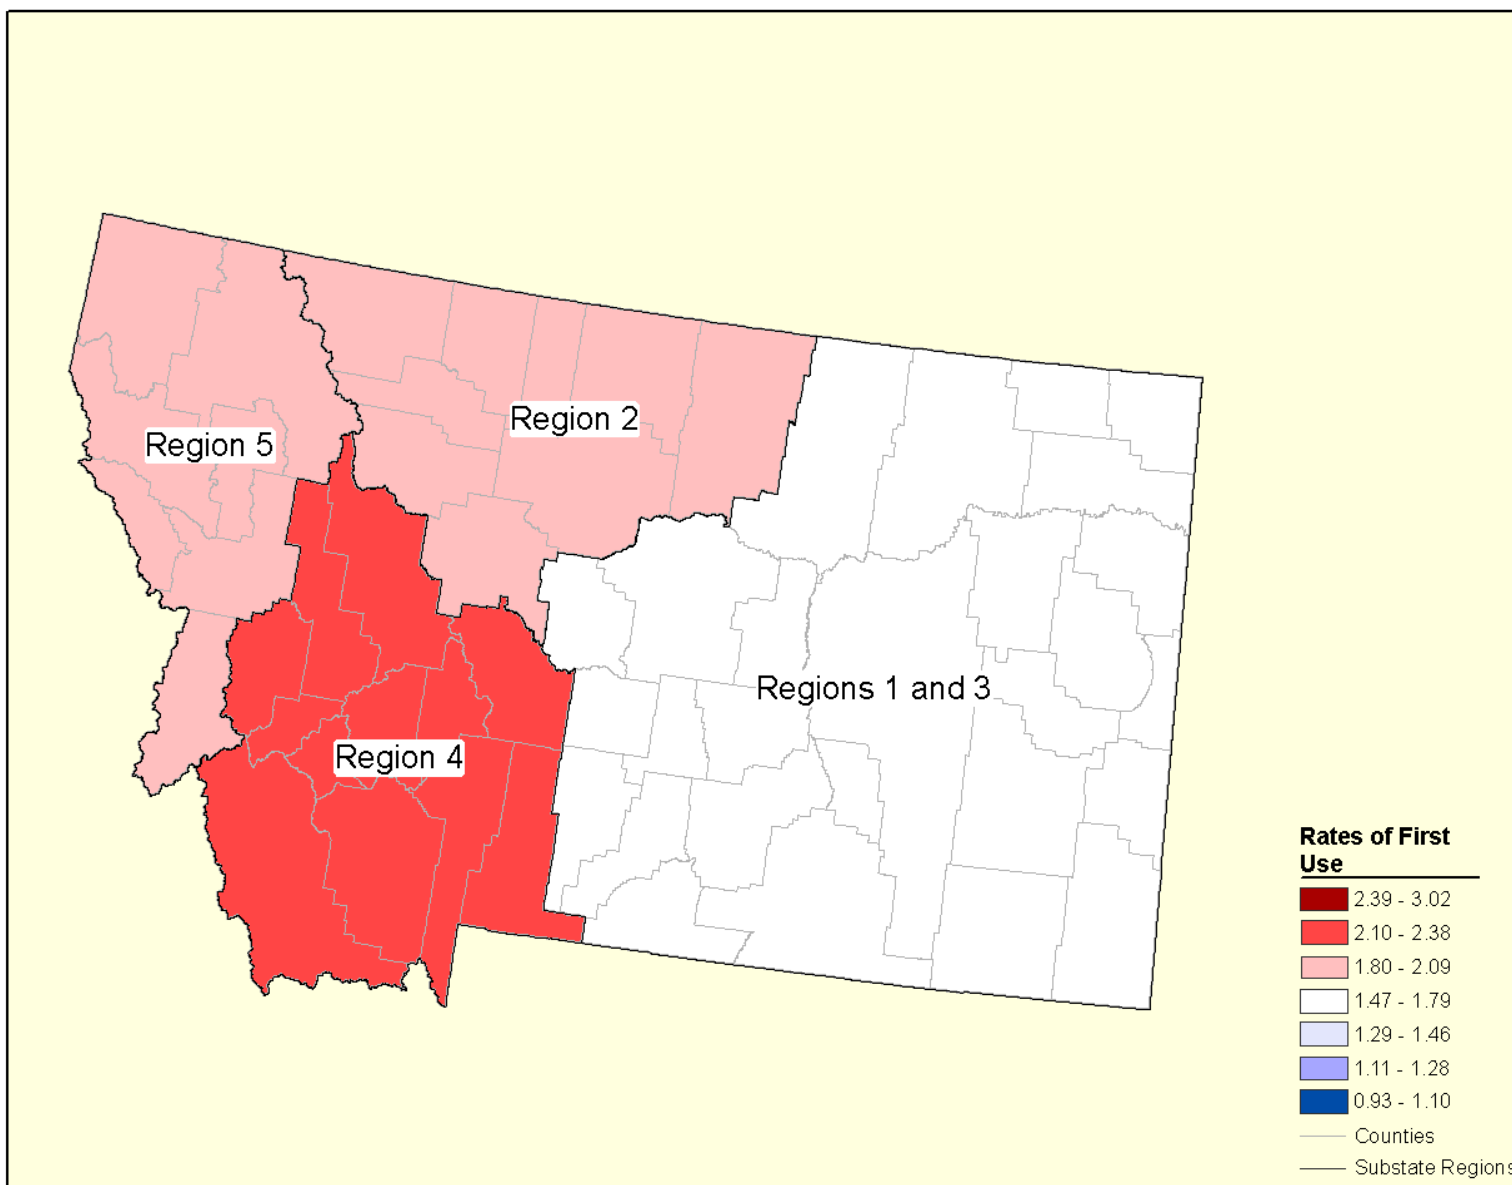 Region 2
Region 5
Regions 1 and 3
Region 4
Rates of First
Use
2.39 - 3.02
2.10 - 2.38
1.80 - 2.09
1.47 - 1.79
1.29 - 1.46
1.11 - 1.28
0.93 - 1.10
Counties
Substate Regions